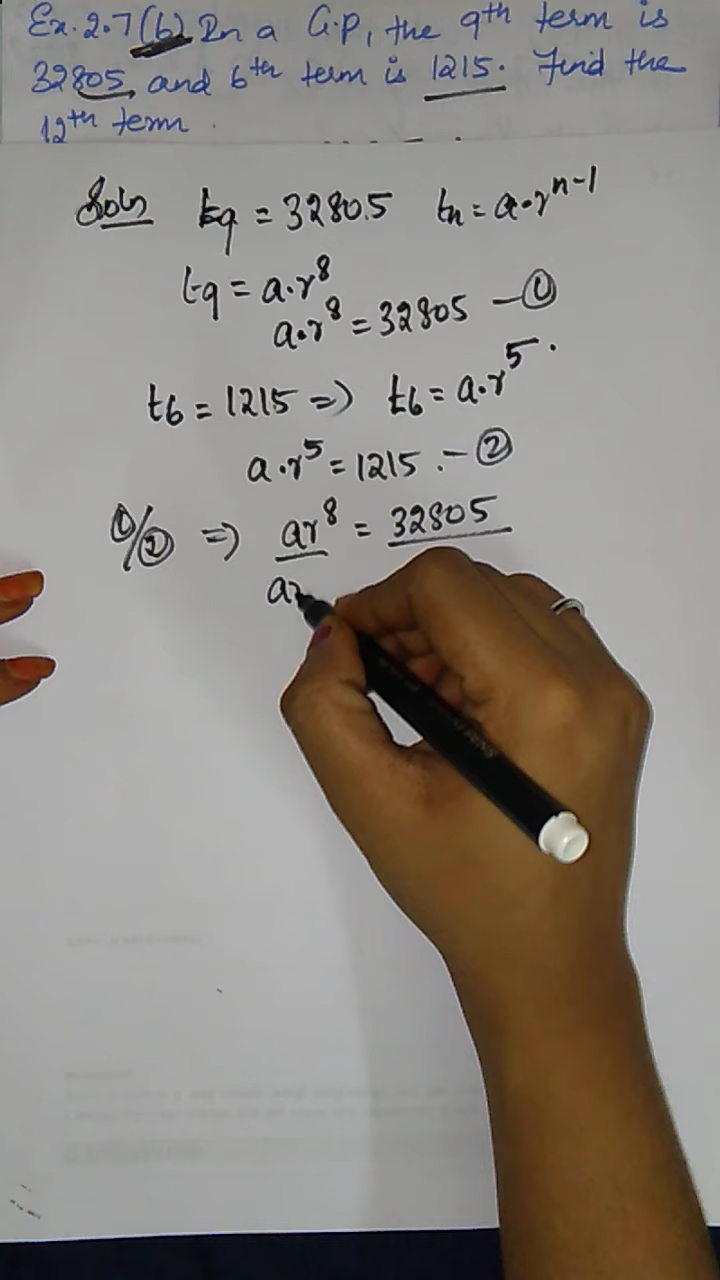 Ex. 2.7 (6) In a G.P, the 9th term is
32805 and 6th term is 1215. Find the
12th term.
Soln t9 = 32805 tn = a.r^n-1
t9 = a.r^8
a.r^8 = 32805 — ①
t6 = 1215 => t6 = a.r^5.
a.r^5 = 1215. — ②
①/② => ar^8 = 32805
ar